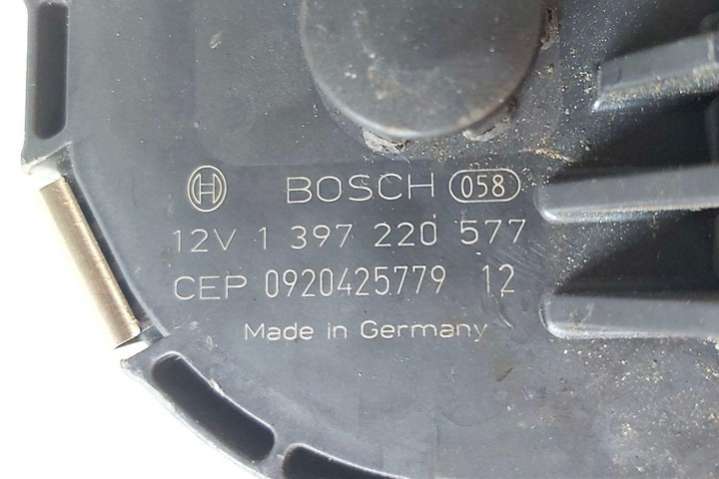 BOSCH 058
12V 1 397 220 577
CEP 0920425779 12
Made in Germany